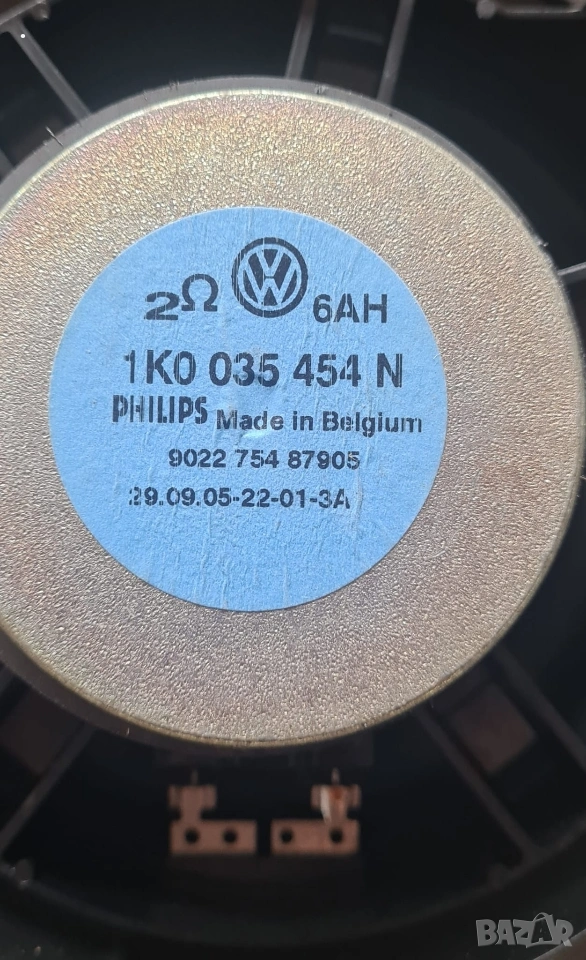 2Ω VW 6AH
1K0 035 454 N
PHILIPS Made in Belgium
9022 754 87905
29.09.05-22-01-3A
BAZAR